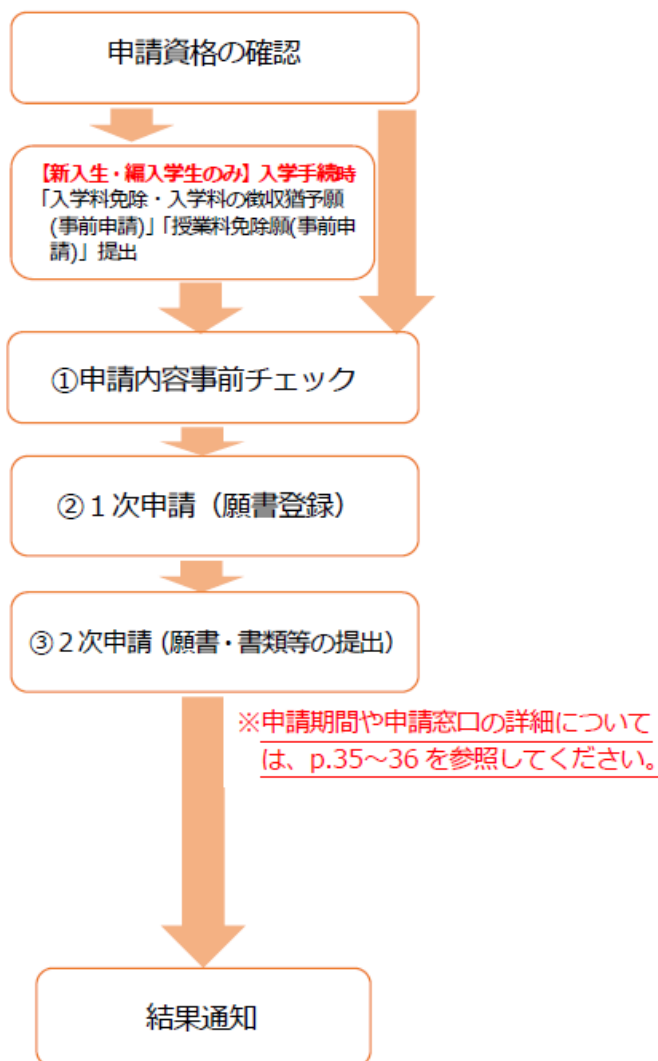 申請資格の確認
【新入生・編入学生のみ】入学手続時
「入学料免除・入学料の徴収猶予願
(事前申請)」「授業料免除願(事前申
請)」提出
①申請内容事前チェック
②１次申請（願書登録）
③２次申請（願書・書類等の提出）
※申請期間や申請窓口の詳細について
は、p.35～36 を参照してください。
結果通知